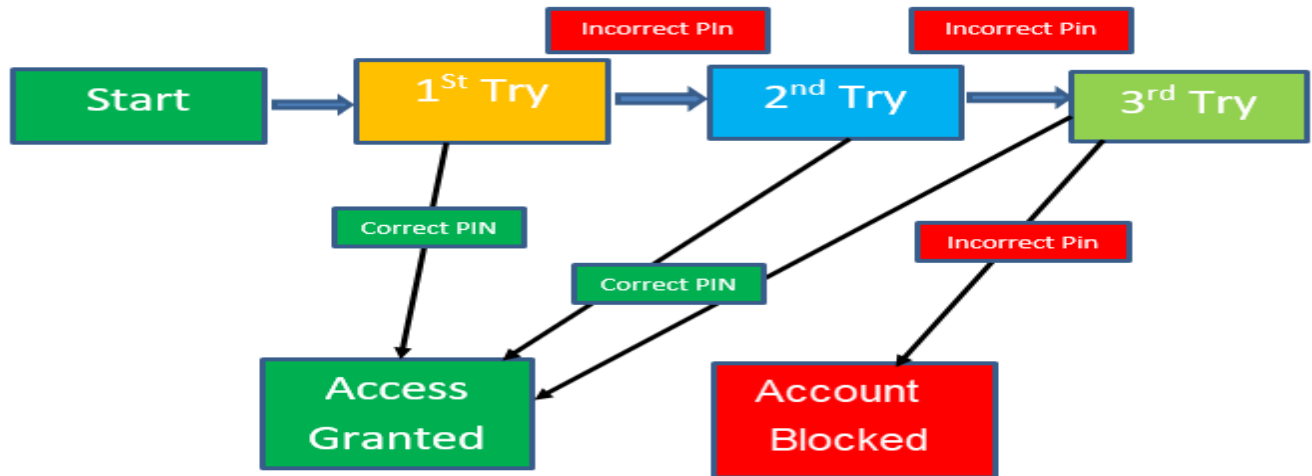 Incorrect PIn
Incorrect Pin
Start
1St Try
2nd Try
3rd Try
Correct PIN
Incorrect Pin
Correct PIN
Access
Granted
Account
Blocked